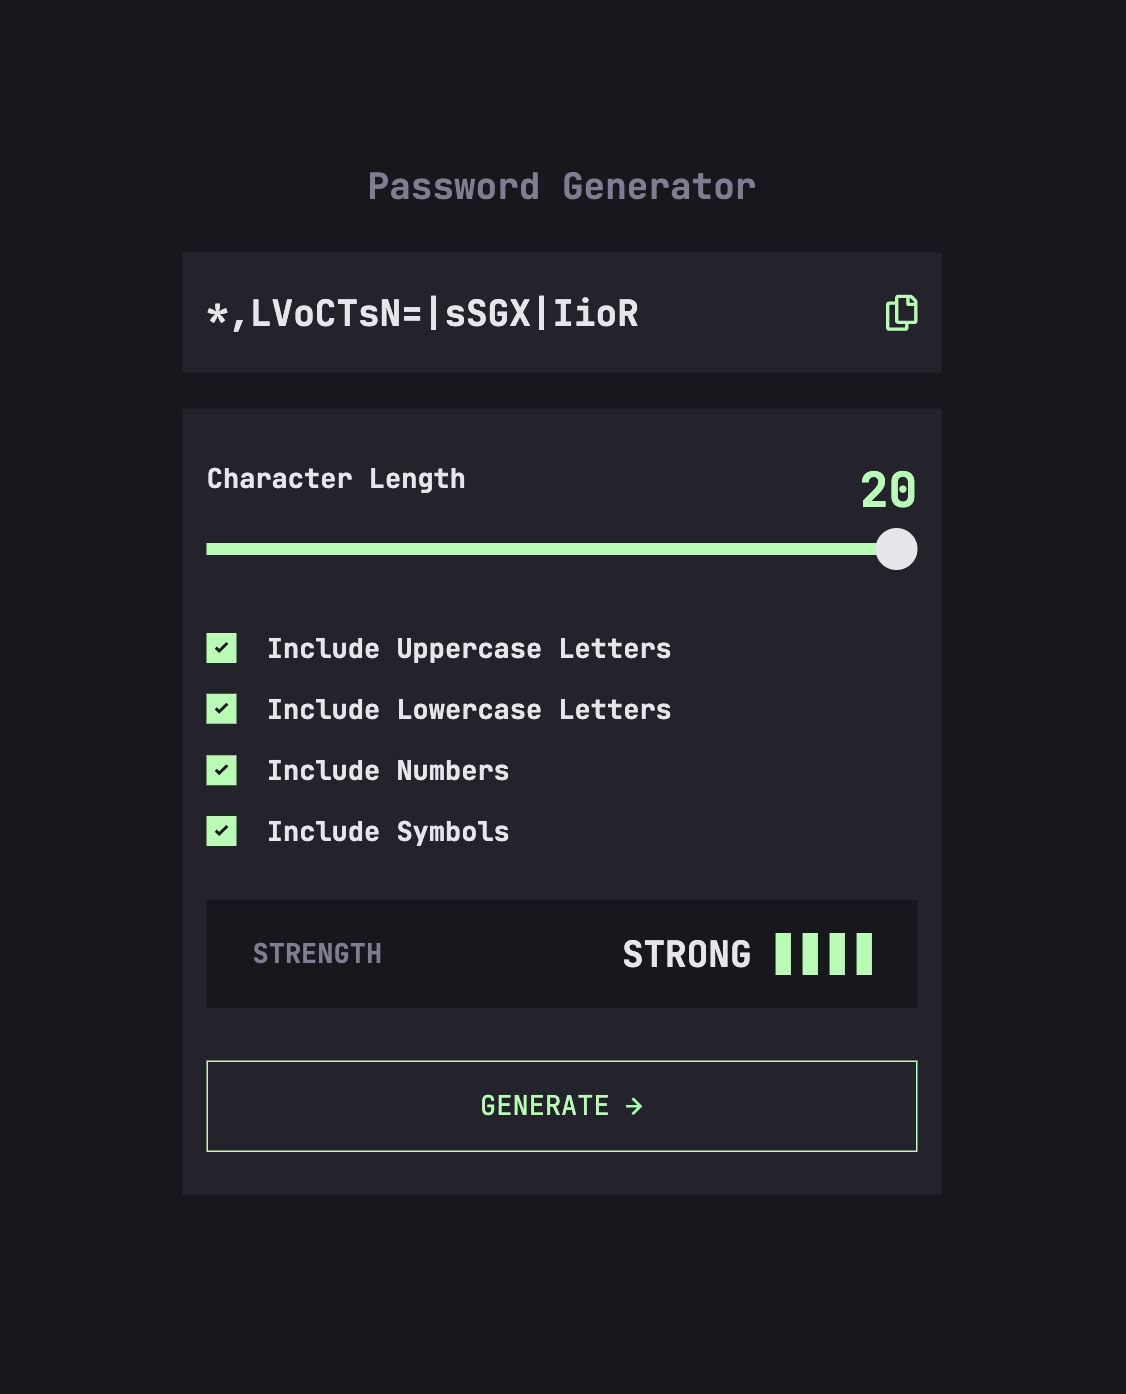 Password Generator
*,LVoCTsN=|sSGX|IioR
Character Length
20
Include Uppercase Letters
Include Lowercase Letters
Include Numbers
Include Symbols
STRENGTH
STRONG
GENERATE →